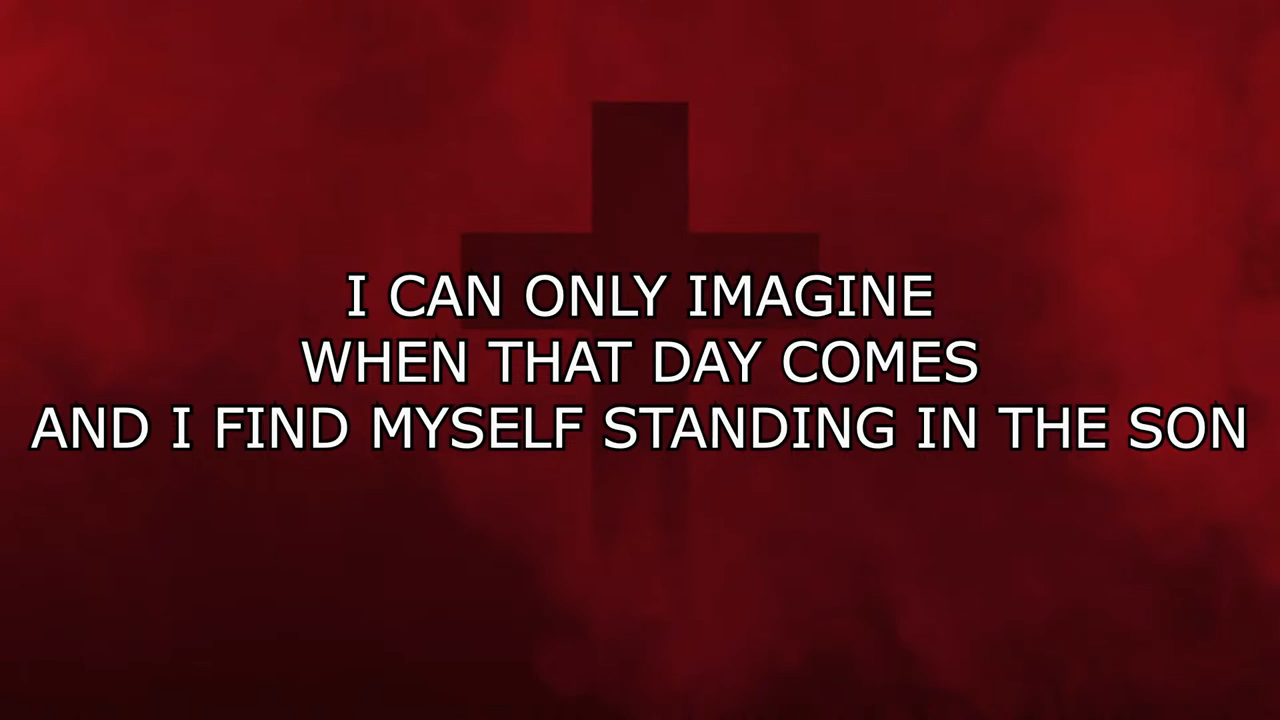 I CAN ONLY IMAGINE
WHEN THAT DAY COMES
AND I FIND MYSELF STANDING IN THE SON